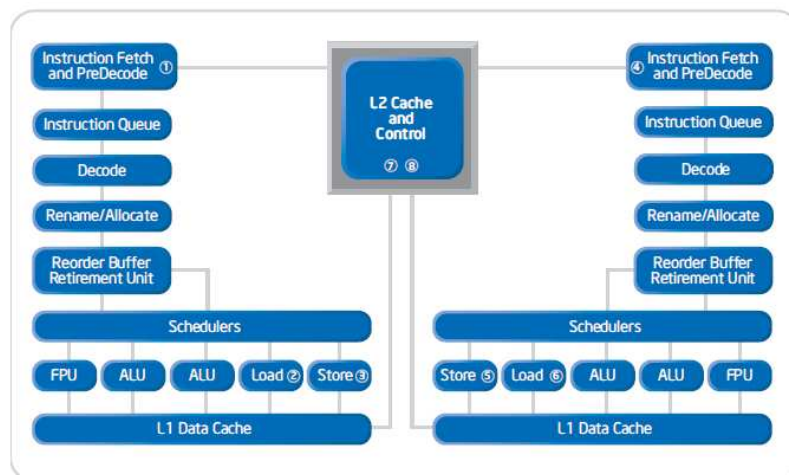 Instruction Fetch
and PreDecode ①
Instruction Queue
Decode
Rename/Allocate
Reorder Buffer
Retirement Unit
Schedulers
FPU
ALU
ALU
Load ②
Store ③
L1 Data Cache
L2 Cache
and
Control
⑦ ⑧
④ Instruction Fetch
and PreDecode
Instruction Queue
Decode
Rename/Allocate
Reorder Buffer
Retirement Unit
Schedulers
Store ⑤
Load ⑥
ALU
ALU
FPU
L1 Data Cache